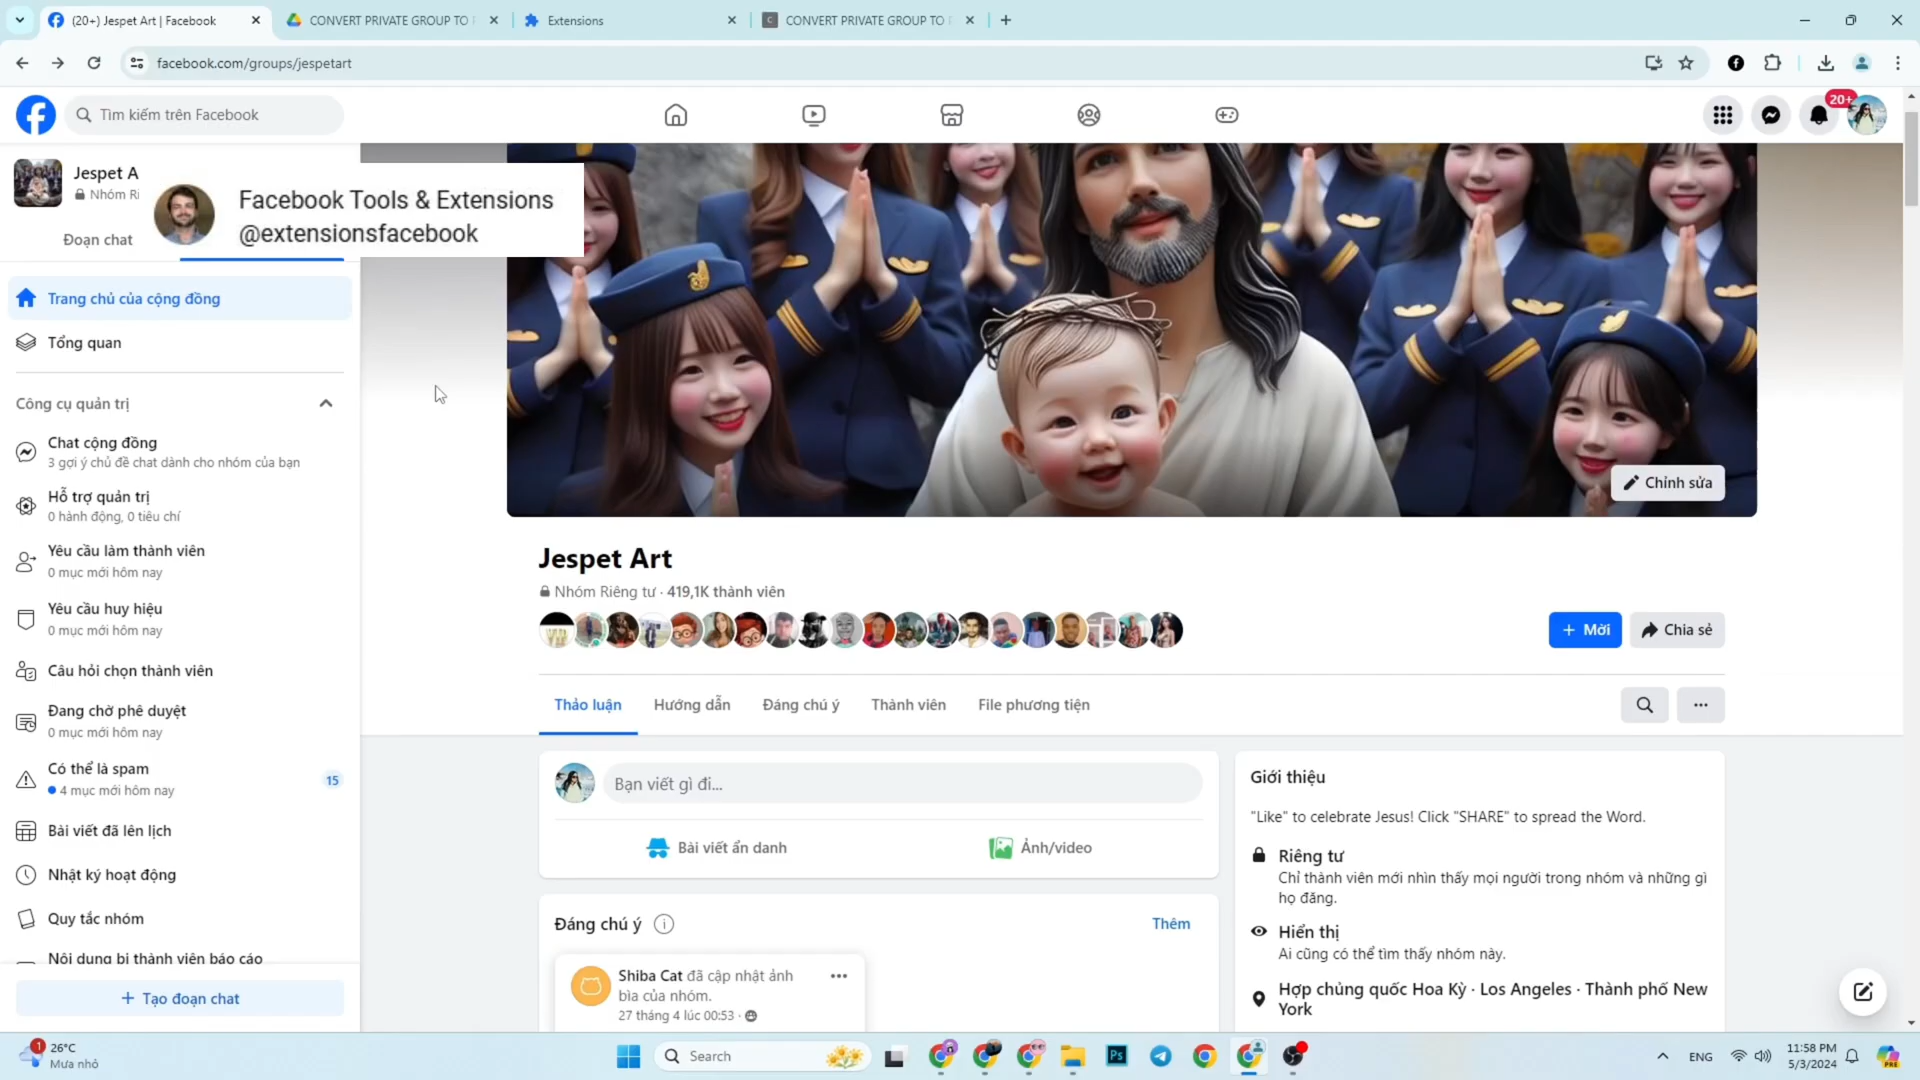 (20+) Jespet Art | Facebook
CONVERT PRIVATE GROUP TO
Extensions
CONVERT PRIVATE GROUP TO
facebook.com/groups/jespetart
Tìm kiếm trên Facebook
20+
Jespet A
Nhóm Ri
Đoạn chat
Facebook Tools & Extensions
@extensionsfacebook
Trang chủ của cộng đồng
Tổng quan
Công cụ quản trị
Chat cộng đồng
3 gợi ý chủ đề chat dành cho nhóm của bạn
Hỗ trợ quản trị
0 hành động, 0 tiêu chí
Yêu cầu làm thành viên
0 mục mới hôm nay
Yêu cầu huy hiệu
0 mục mới hôm nay
Câu hỏi chọn thành viên
Đang chờ phê duyệt
0 mục mới hôm nay
Có thể là spam
4 mục mới hôm nay
15
Bài viết đã lên lịch
Nhật ký hoạt động
Quy tắc nhóm
Nội dung bị thành viên báo cáo
+ Tạo đoạn chat
Chỉnh sửa
Jespet Art
Nhóm Riêng tư · 419,1K thành viên
+ Mời
Chia sẻ
Thảo luận
Hướng dẫn
Đáng chú ý
Thành viên
File phương tiện
Bạn viết gì đi...
Bài viết ẩn danh
Ảnh/video
Đáng chú ý
Thêm
Shiba Cat đã cập nhật ảnh
bìa của nhóm.
27 tháng 4 lúc 00:53 ·
Giới thiệu
"Like" to celebrate Jesus! Click "SHARE" to spread the Word.
Riêng tư
Chỉ thành viên mới nhìn thấy mọi người trong nhóm và những gì
họ đăng.
Hiển thị
Ai cũng có thể tìm thấy nhóm này.
Hợp chủng quốc Hoa Kỳ · Los Angeles · Thành phố New
York
1
26°C
Mưa nhỏ
Search
Ps
ENG
11:58 PM
5/3/2024
PRE